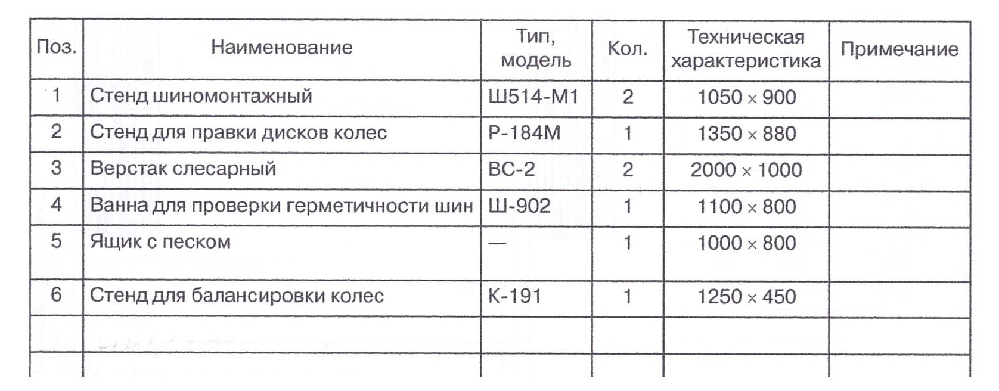 Поз. Наименование Тип, модель Кол. Техническая характеристика Примечание
1 Стенд шиномонтажный Ш514-М1 2 1050 × 900
2 Стенд для правки дисков колес Р-184М 1 1350 × 880
3 Верстак слесарный ВС-2 2 2000 × 1000
4 Ванна для проверки герметичности шин Ш-902 1 1100 × 800
5 Ящик с песком — 1 1000 × 800
6 Стенд для балансировки колес К-191 1 1250 × 450